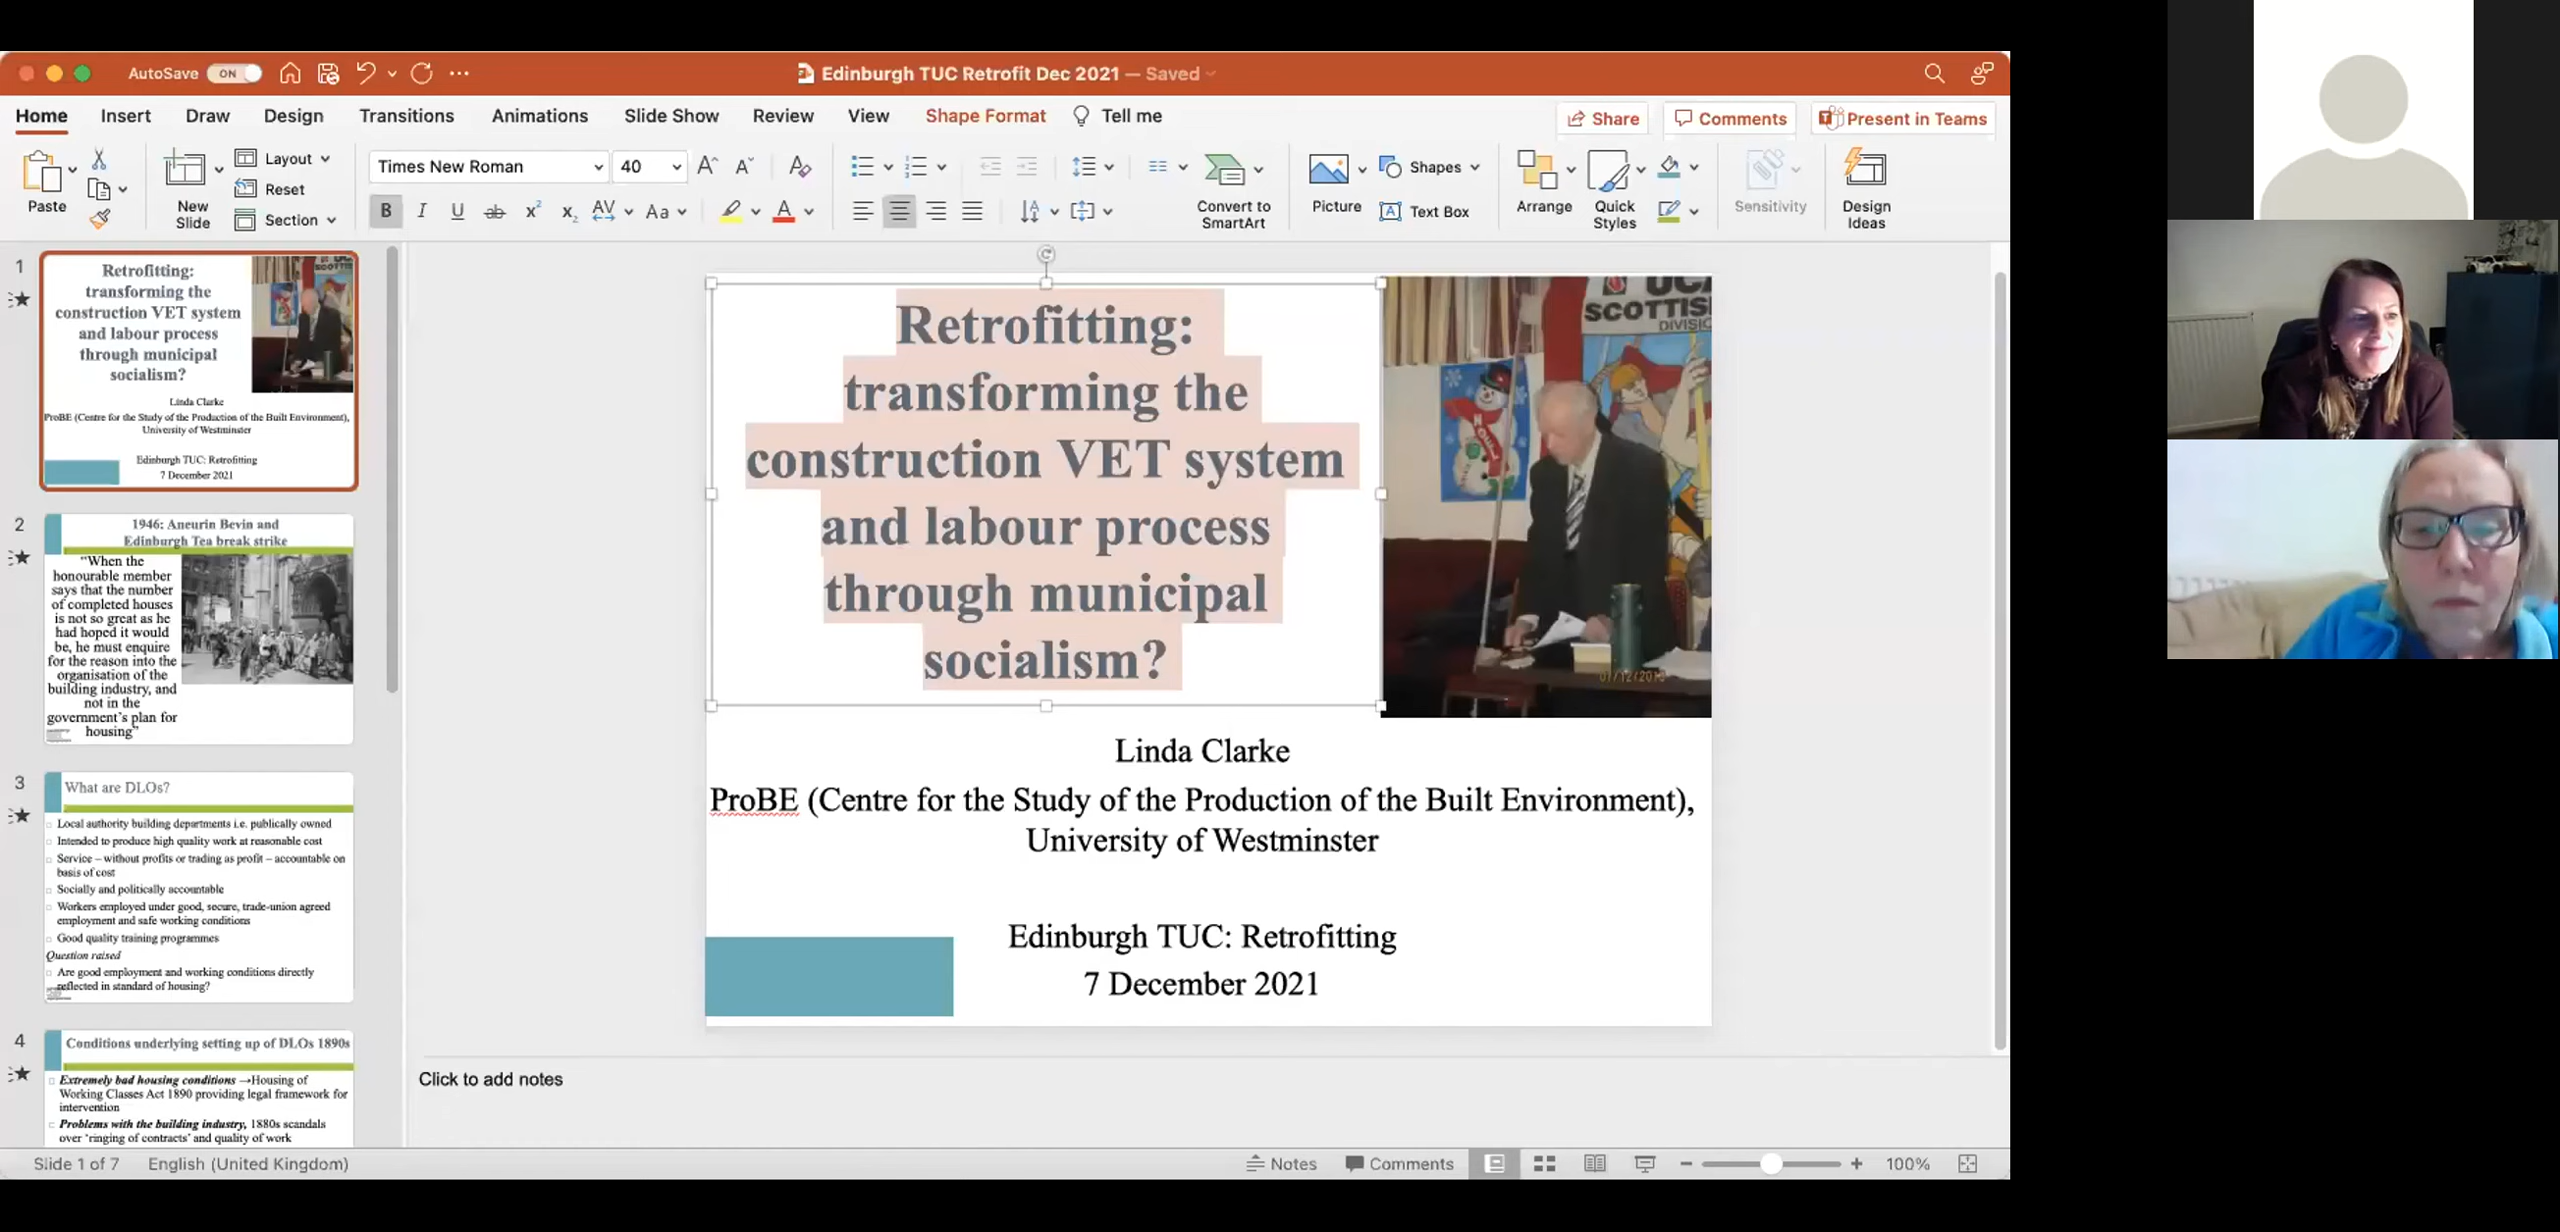 AutoSave ON
Edinburgh TUC Retrofit Dec 2021 — Saved
Home Insert Draw Design Transitions Animations Slide Show Review View Shape Format Tell me
Share Comments Present in Teams
Paste
New Slide
Layout
Reset
Section
Times New Roman 40
Convert to SmartArt
Picture
Shapes
Text Box
Arrange
Quick Styles
Sensitivity
Design Ideas
1
Retrofitting:
transforming the
construction VET system
and labour process
through municipal
socialism?
Linda Clarke
ProBE (Centre for the Study of the Production of the Built Environment),
University of Westminster
Edinburgh TUC: Retrofitting
7 December 2021
2
1946: Aneurin Bevin and
Edinburgh Tea break strike
"When the
honourable member
says that the number
of completed houses
is not so great as he
had hoped it would
be, he must enquire
for the reason into the
organisation of the
building industry, and
not in the
government's plan for
housing"
3
What are DLOs?
Local authority building departments i.e. publically owned
Intended to produce high quality work at reasonable cost
Service – without profits or trading as profit – accountable on
basis of cost
Socially and politically accountable
Workers employed under good, secure, trade-union agreed
employment and safe working conditions
Good quality training programmes
Question raised
Are good employment and working conditions directly
reflected in standard of housing?
4
Conditions underlying setting up of DLOs 1890s
Extremely bad housing conditions →Housing of
Working Classes Act 1890 providing legal framework for
intervention
Problems with the building industry, 1880s scandals
over 'ringing of contracts' and quality of work
Retrofitting:
transforming the
construction VET system
and labour process
through municipal
socialism?
SCOTTIS
DIVISIO
Linda Clarke
ProBE (Centre for the Study of the Production of the Built Environment),
University of Westminster
Edinburgh TUC: Retrofitting
7 December 2021
Click to add notes
Slide 1 of 7 English (United Kingdom)
Notes Comments 100%